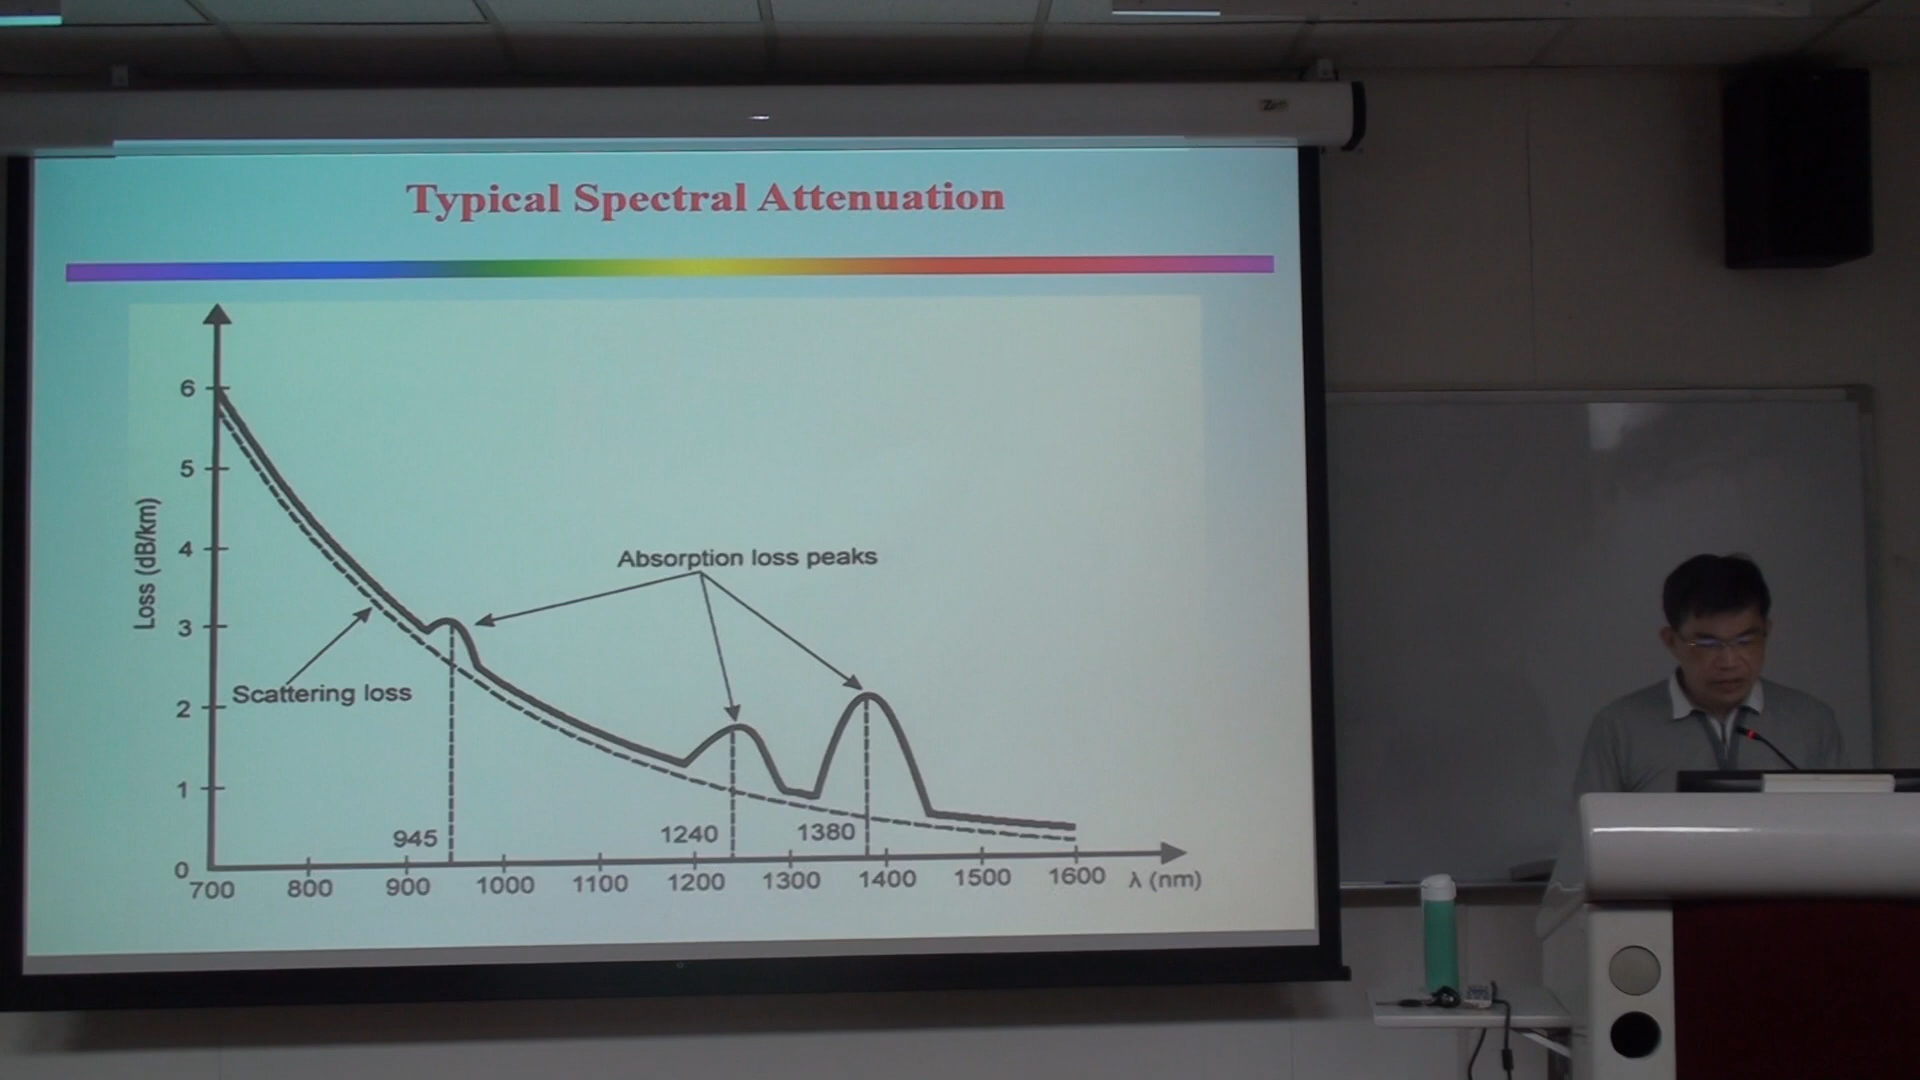 Typical Spectral Attenuation
Loss (dB/km)
6
5
4
3
2
1
0
Absorption loss peaks
Scattering loss
945
1240
1380
700 800 900 1000 1100 1200 1300 1400 1500 1600 λ (nm)